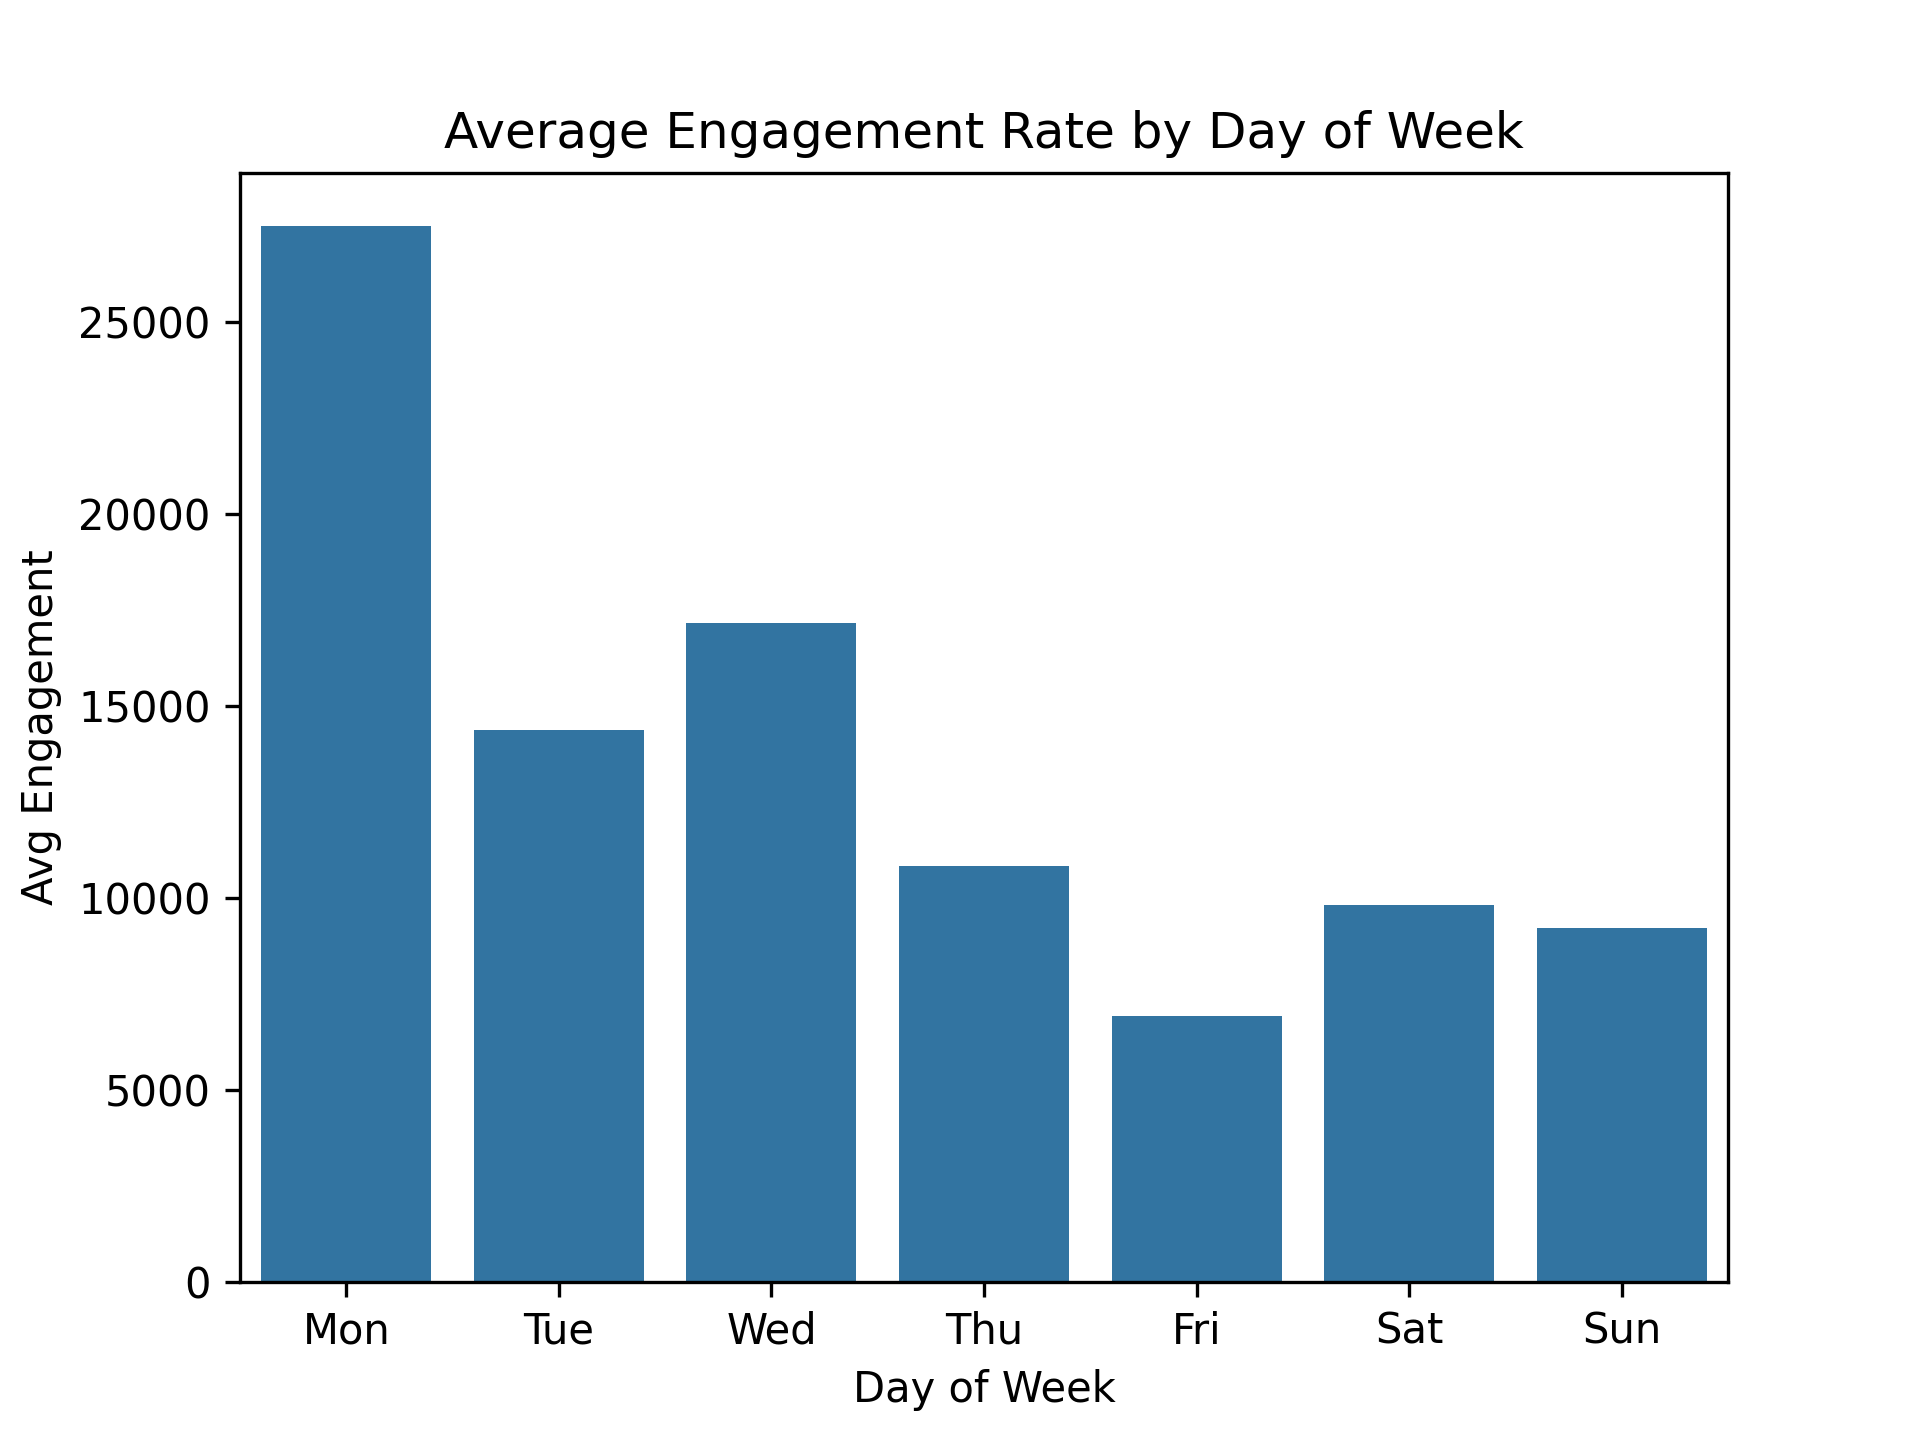 Average Engagement Rate by Day of Week
25000
20000
15000
10000
5000
0
Avg Engagement
Mon Tue Wed Thu Fri Sat Sun
Day of Week